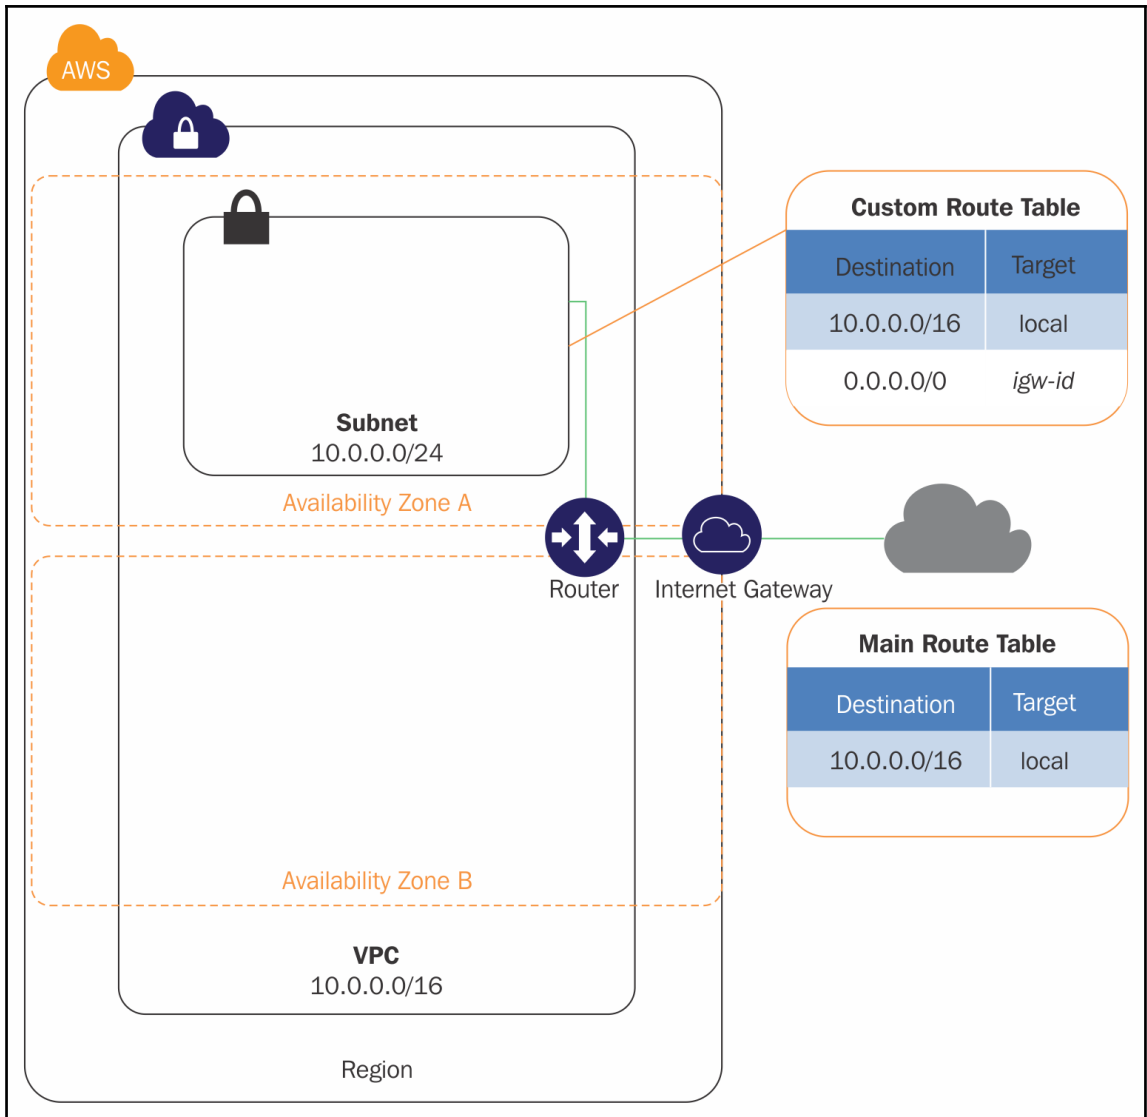 AWS
Custom Route Table
Destination Target
10.0.0.0/16 local
0.0.0.0/0 igw-id
Subnet
10.0.0.0/24
Availability Zone A
Router
Internet Gateway
Main Route Table
Destination Target
10.0.0.0/16 local
Availability Zone B
VPC
10.0.0.0/16
Region